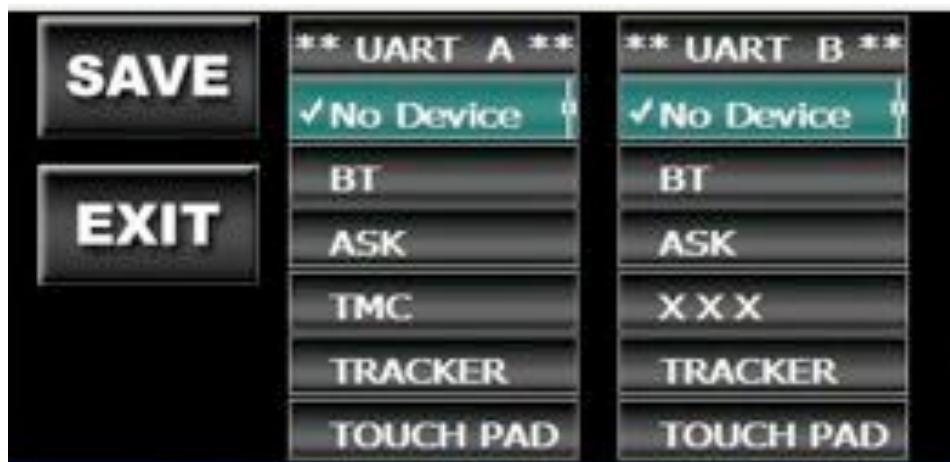 SAVE
EXIT
** UART A **
✓No Device
BT
ASK
TMC
TRACKER
TOUCH PAD
** UART B **
✓No Device
BT
ASK
X X X
TRACKER
TOUCH PAD